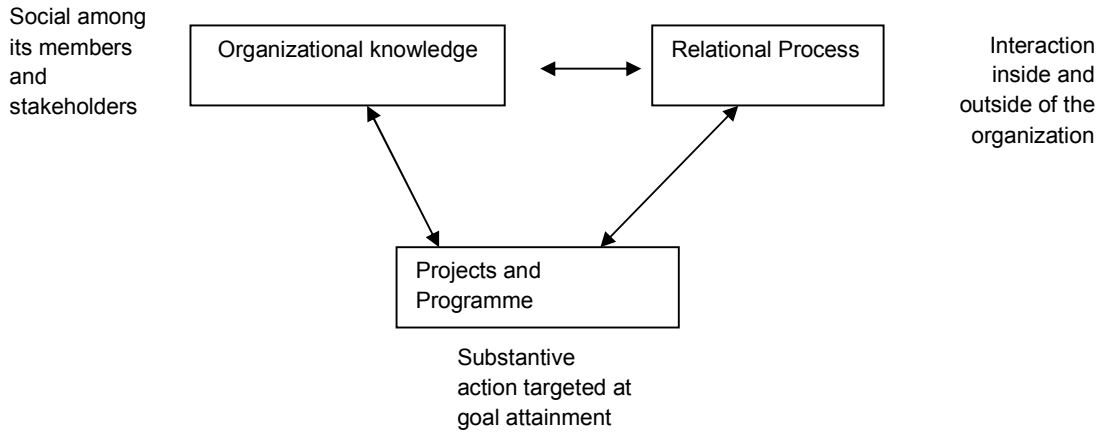 Social among
its members
and
stakeholders
Organizational knowledge
Relational Process
Interaction
inside and
outside of the
organization
Projects and
Programme
Substantive
action targeted at
goal attainment